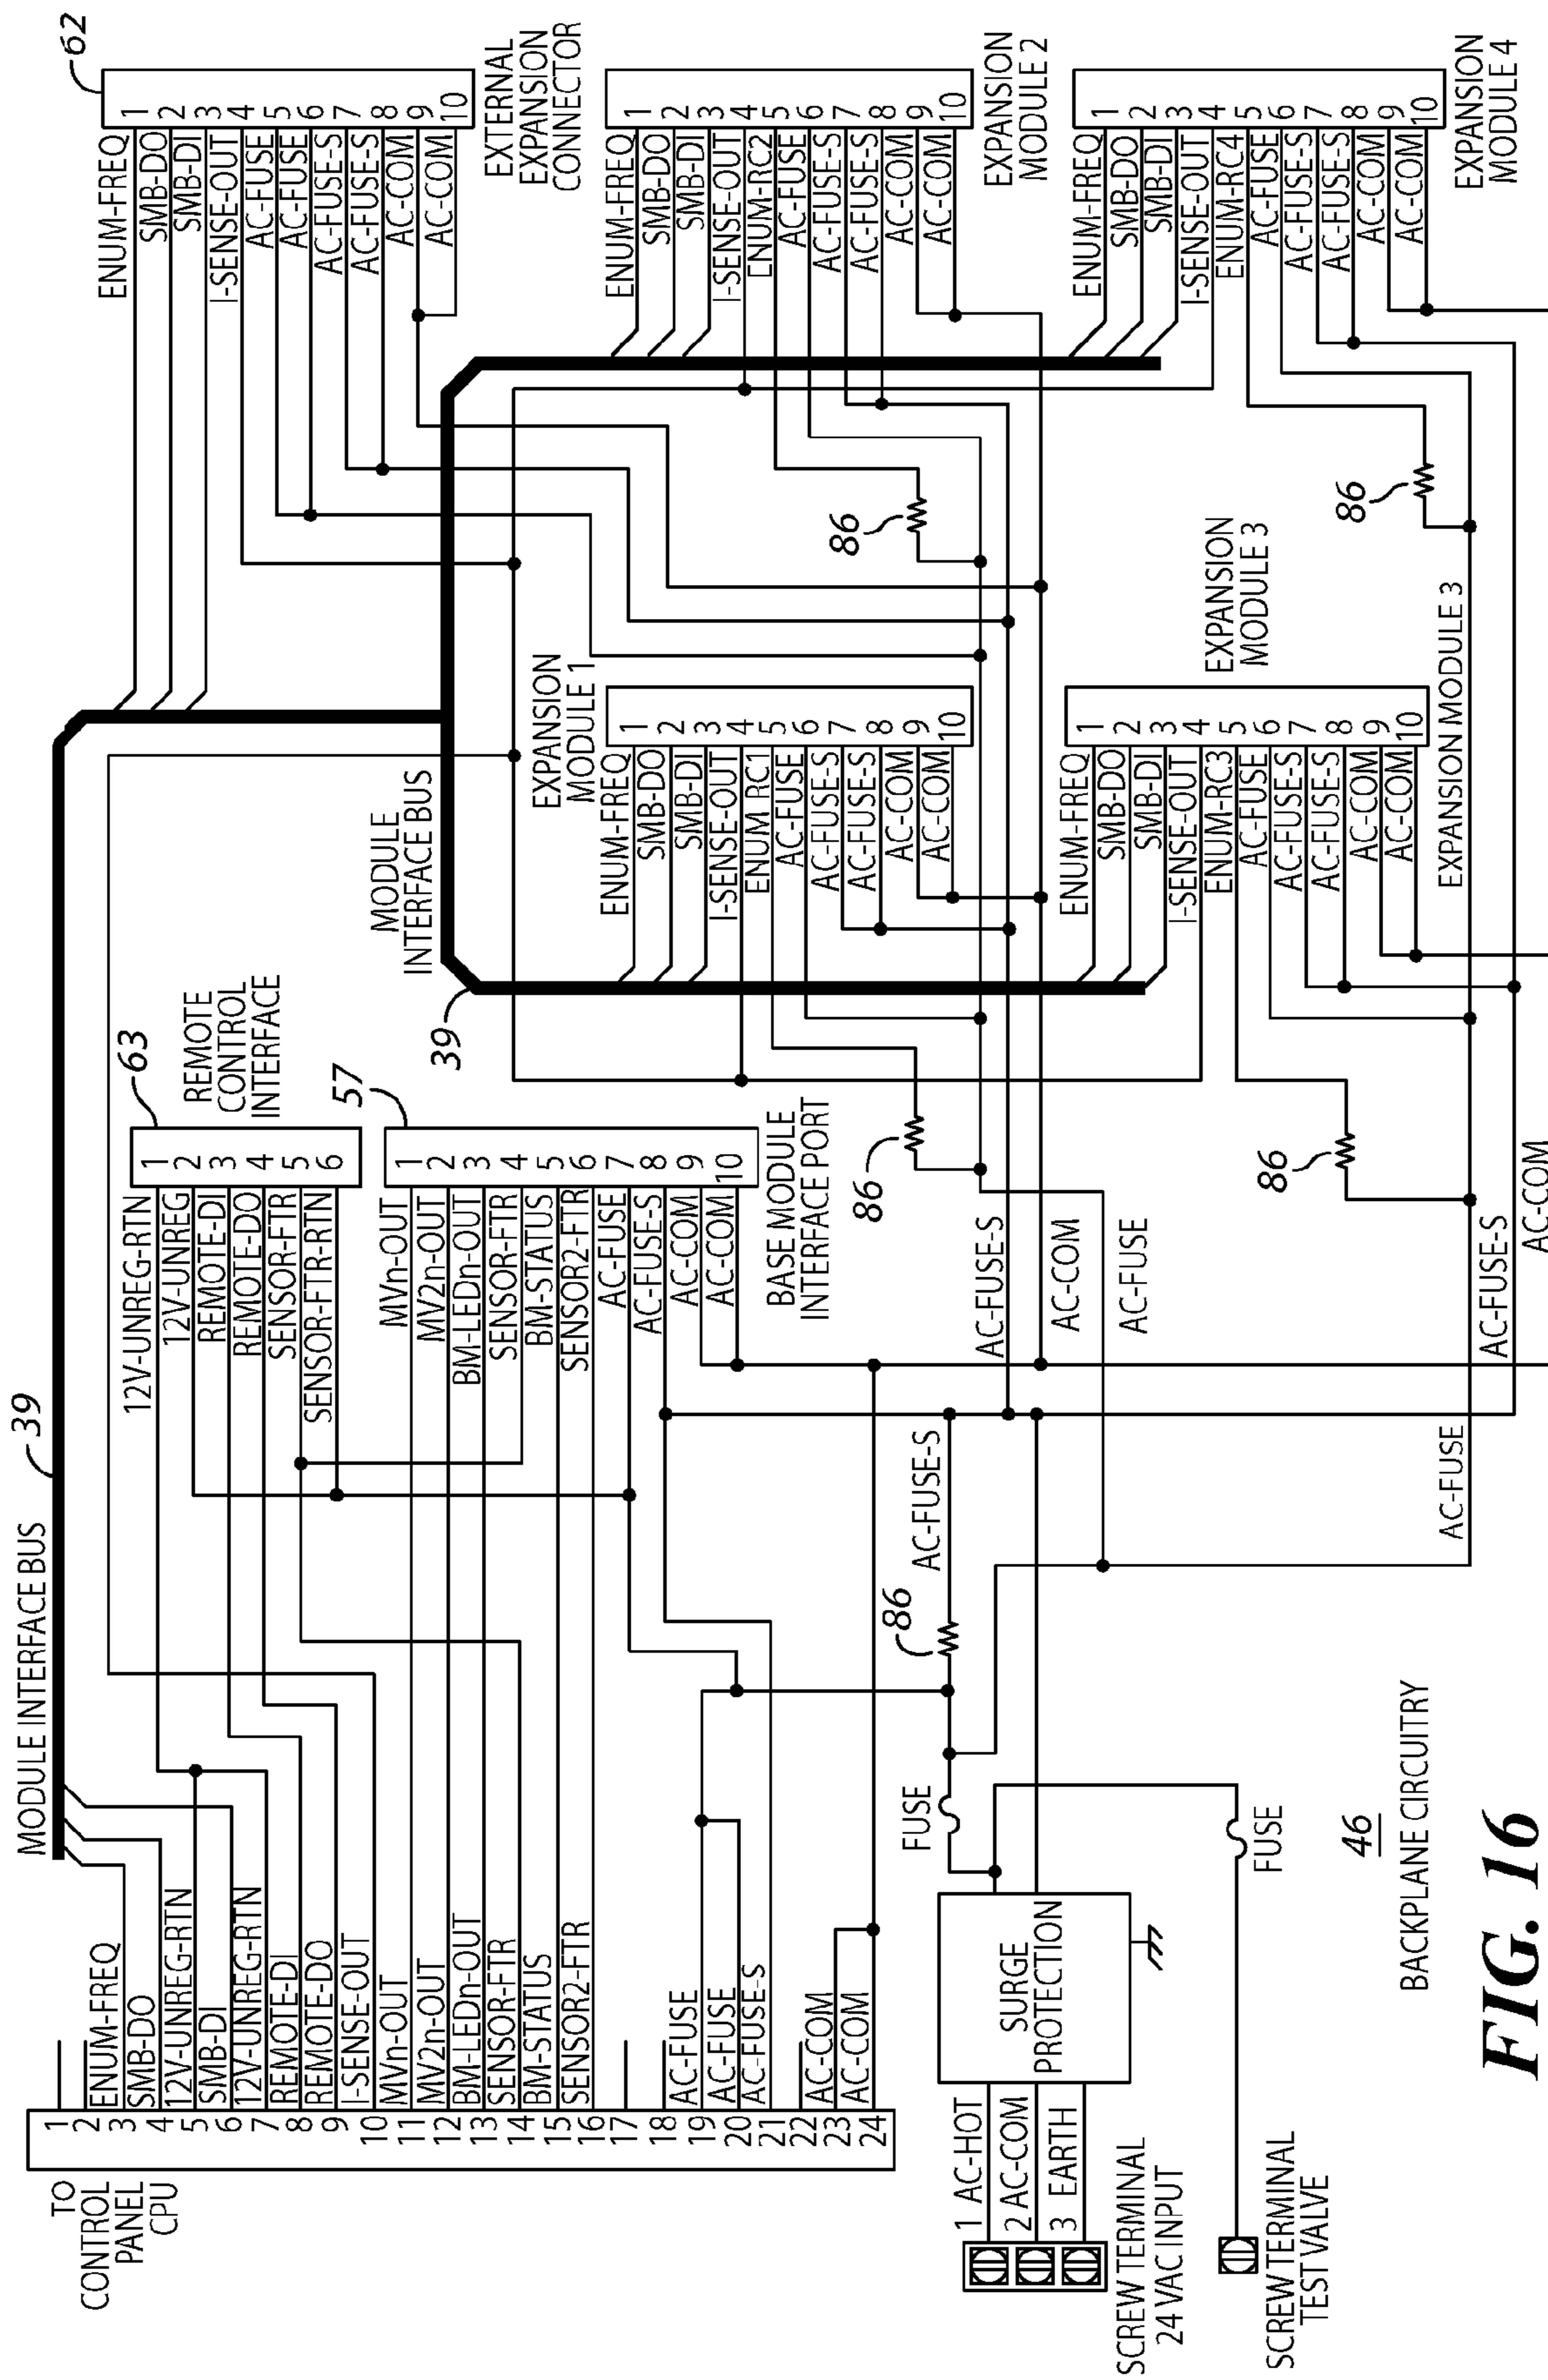 MODULE INTERFACE BUS
39
TO
CONTROL
PANEL
CPU
1
2
3
4
5
6
7
8
9
10
11
12
13
14
15
16
17
18
19
20
21
22
23
24
ENUM-FREQ
SMB-DO
12V-UNREG-RTN
SMB-DI
12V-UNREG-RTN
REMOTE-DI
REMOTE-DO
I-SENSE-OUT
MVn-OUT
MV2n-OUT
BM-LEDn-OUT
SENSOR-FTR
BM-STATUS
SENSOR2-FTR
AC-FUSE
AC-FUSE
AC-FUSE-S
AC-COM
AC-COM
12V-UNREG-RTN
12V-UNREG
REMOTE-DI
REMOTE-DO
SENSOR-FTR
SENSOR-FTR-RTN
1
2
3
4
5
6
63
REMOTE
CONTROL
INTERFACE
57
MVn-OUT
MV2n-OUT
BM-LEDn-OUT
SENSOR-FTR
BM-STATUS
SENSOR2-FTR
AC-FUSE
AC-FUSE-S
AC-COM
AC-COM
1
2
3
4
5
6
7
8
9
10
BASE MODULE
INTERFACE PORT
MODULE
INTERFACE BUS
39
ENUM-FREQ
SMB-DO
SMB-DI
I-SENSE-OUT
AC-FUSE
AC-FUSE
AC-FUSE-S
AC-FUSE-S
AC-COM
AC-COM
1
2
3
4
5
6
7
8
9
10
62
EXTERNAL
EXPANSION
CONNECTOR
EXPANSION
MODULE 1
ENUM-FREQ
SMB-DO
SMB-DI
I-SENSE-OUT
ENUM RC1
AC-FUSE
AC-FUSE-S
AC-FUSE-S
AC-COM
AC-COM
1
2
3
4
5
6
7
8
9
10
86
ENUM-FREQ
SMB-DO
SMB-DI
I-SENSE-OUT
ENUM-RC2
AC-FUSE
AC-FUSE-S
AC-FUSE-S
AC-COM
AC-COM
1
2
3
4
5
6
7
8
9
10
EXPANSION
MODULE 2
86
ENUM-FREQ
SMB-DO
SMB-DI
I-SENSE-OUT
ENUM-RC3
AC-FUSE
AC-FUSE-S
AC-FUSE-S
AC-COM
AC-COM
1
2
3
4
5
6
7
8
9
10
EXPANSION
MODULE 3
86
EXPANSION MODULE 3
ENUM-FREQ
SMB-DO
SMB-DI
I-SENSE-OUT
ENUM-RC4
AC-FUSE
AC-FUSE-S
AC-FUSE-S
AC-COM
AC-COM
1
2
3
4
5
6
7
8
9
10
EXPANSION
MODULE 4
86
AC-FUSE-S
AC-COM
AC-FUSE
AC-FUSE-S
86
FUSE
AC-FUSE
AC-FUSE-S
AC-COM
SURGE
PROTECTION
1 AC-HOT
2 AC-COM
3 EARTH
SCREW TERMINAL
24 VAC INPUT
FUSE
SCREW TERMINAL
TEST VALVE
46
BACKPLANE CIRCUITRY
FIG. 16